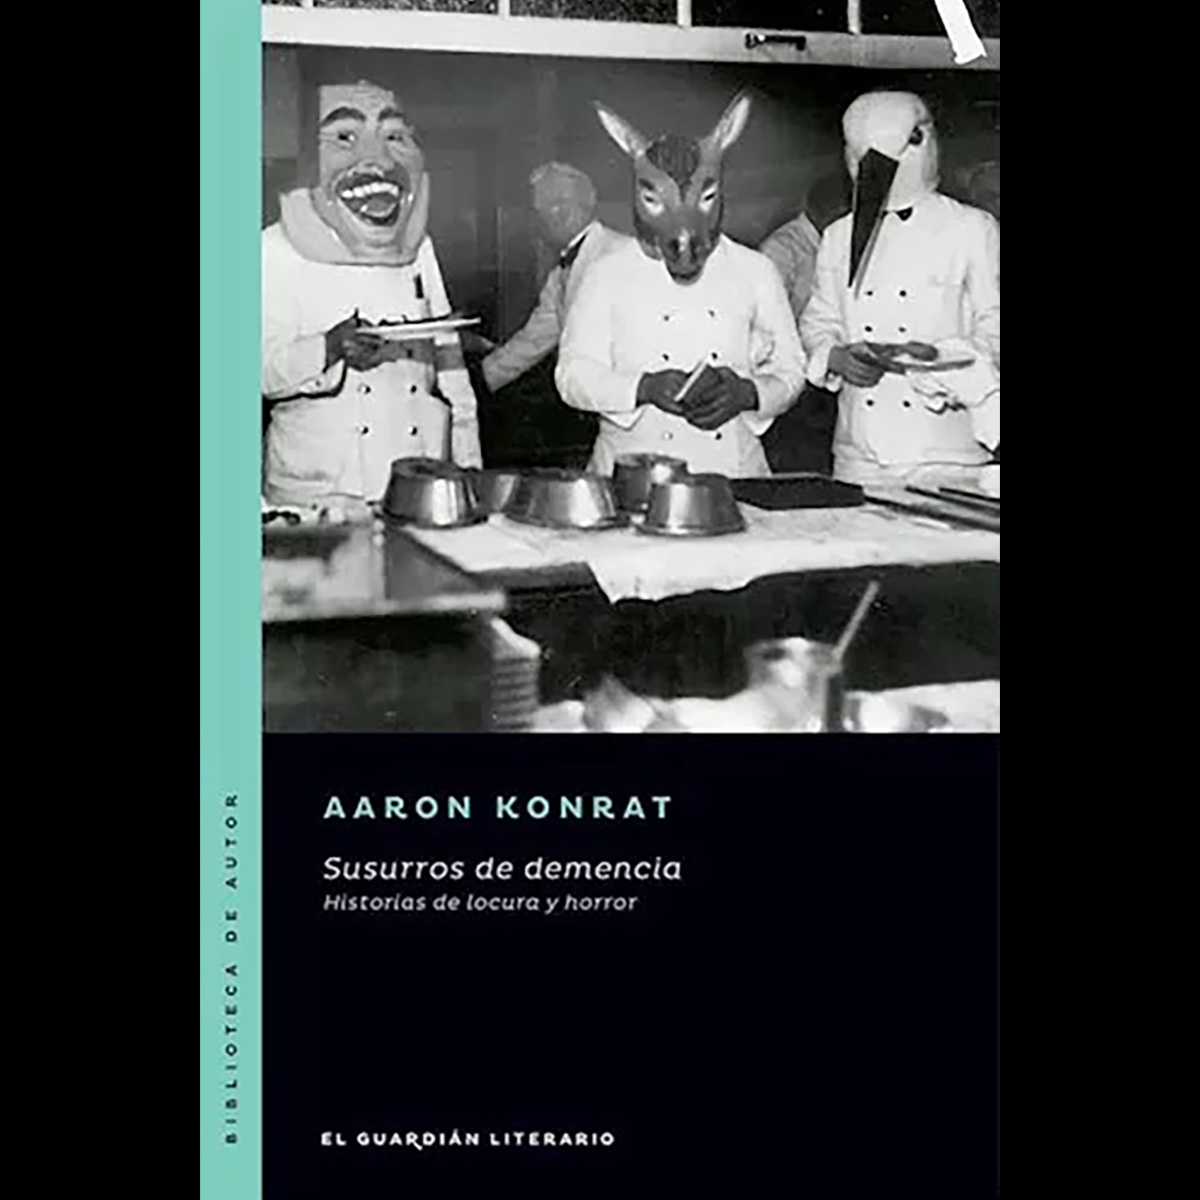 AARON KONRAT
Susurros de demencia
Historias de locura y horror
EL GUARDIÁN LITERARIO
BIBLIOTECA DE AUTOR